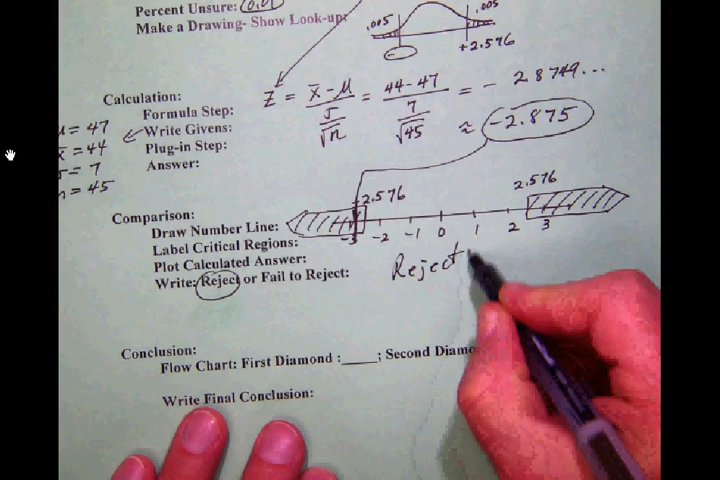 Percent Unsure: 0.01
Make a Drawing- Show Look-up:
.005
.005
+2.576
Calculation:
Formula Step:
Write Givens:
Plug-in Step:
Answer:
μ = 47
x̄ = 44
σ = 7
n = 45
Z = (x̄ - μ) / (σ/√n) = (44-47) / (7/√45) = - 2.8749...
≈ -2.875
Comparison:
Draw Number Line:
Label Critical Regions:
Plot Calculated Answer:
Write: Reject or Fail to Reject:
-2.576
2.576
-3 -2 -1 0 1 2 3
Reject
Conclusion:
Flow Chart: First Diamond :____; Second
Write Final Conclusion: